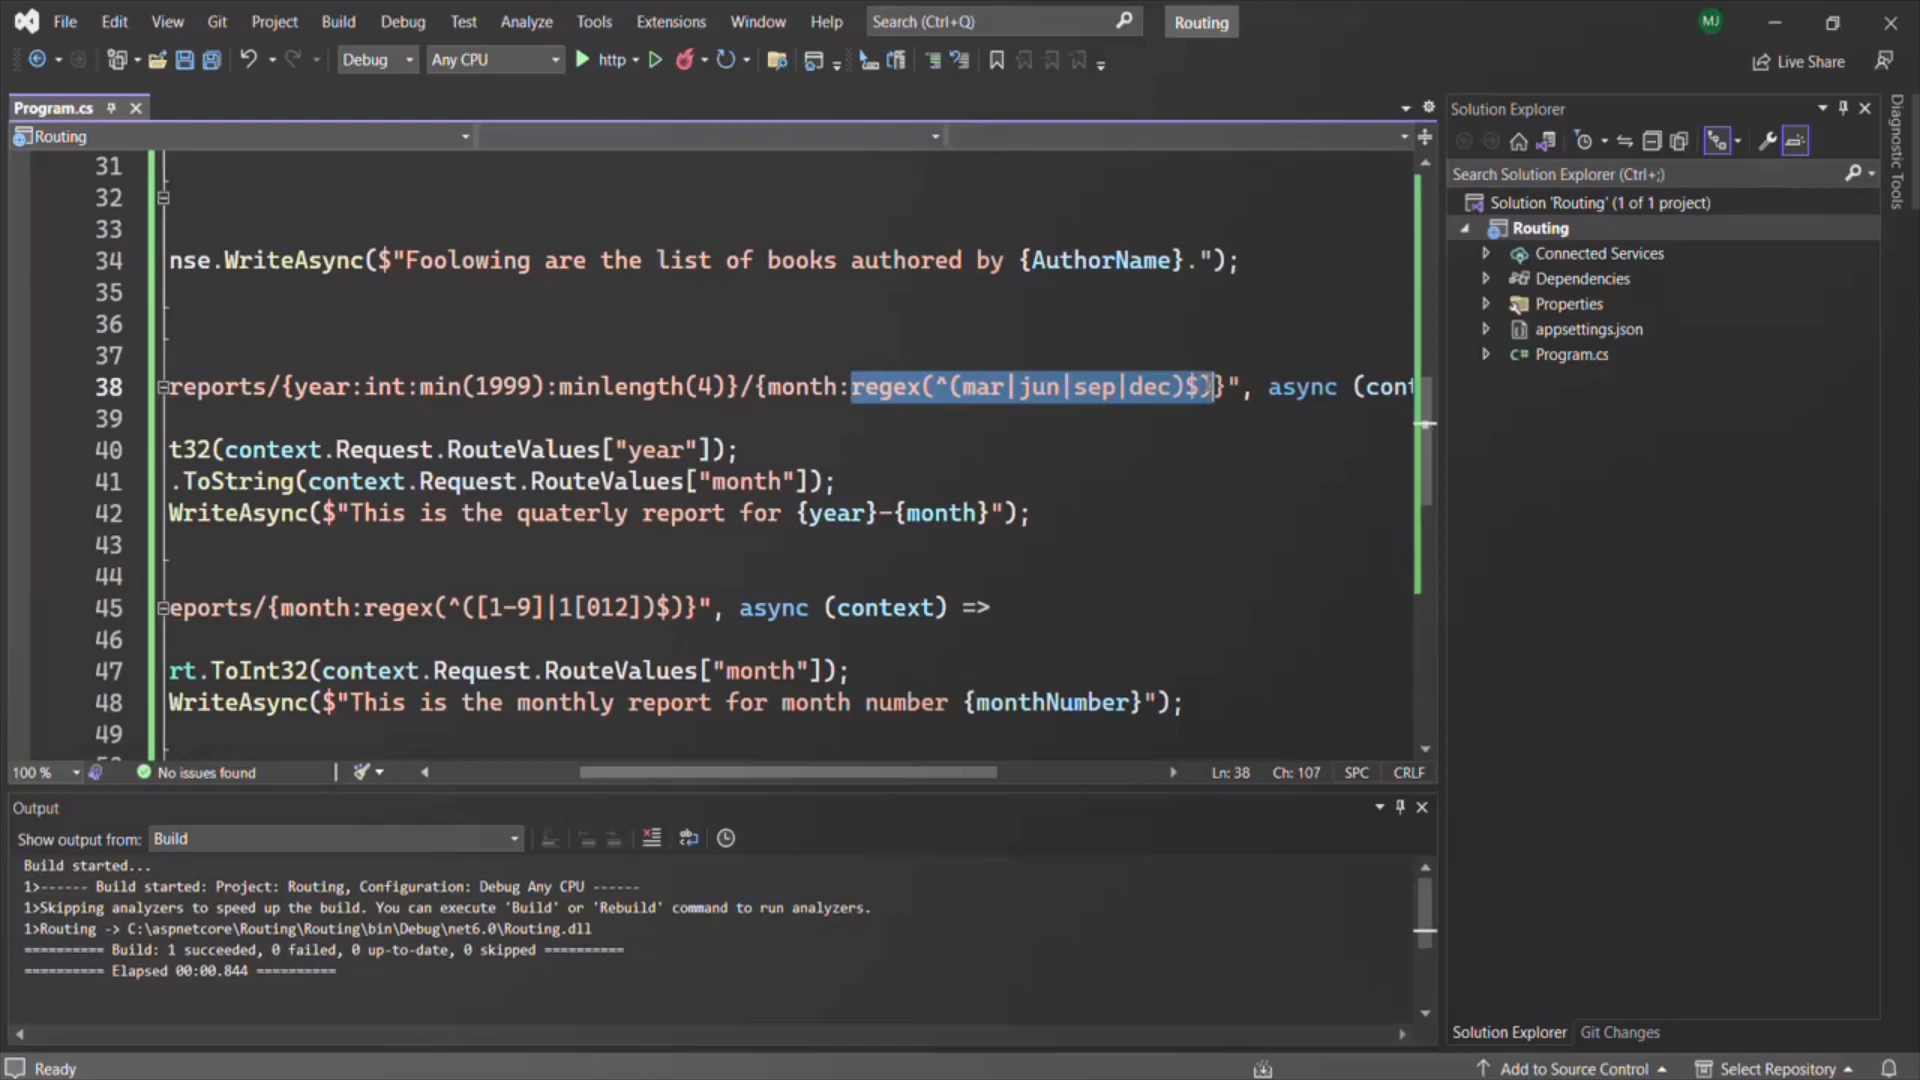 File Edit View Git Project Build Debug Test Analyze Tools Extensions Window Help Search (Ctrl+Q) Routing MJ
Debug Any CPU http Live Share
Program.cs
Routing
31
32
33
34 nse.WriteAsync($"Foolowing are the list of books authored by {AuthorName}.");
35
36
37
38 reports/{year:int:min(1999):minlength(4)}/{month:regex(^(mar|jun|sep|dec)$)}", async (cont
39
40 t32(context.Request.RouteValues["year"]);
41 .ToString(context.Request.RouteValues["month"]);
42 WriteAsync($"This is the quaterly report for {year}-{month}");
43
44
45 eports/{month:regex(^([1-9]|1[012])$)}", async (context) =>
46
47 rt.ToInt32(context.Request.RouteValues["month"]);
48 WriteAsync($"This is the monthly report for month number {monthNumber}");
49
100 % No issues found Ln: 38 Ch: 107 SPC CRLF
Output
Show output from: Build
Build started...
1>------ Build started: Project: Routing, Configuration: Debug Any CPU ------
1>Skipping analyzers to speed up the build. You can execute 'Build' or 'Rebuild' command to run analyzers.
1>Routing -> C:\aspnetcore\Routing\Routing\bin\Debug\net6.0\Routing.dll
========== Build: 1 succeeded, 0 failed, 0 up-to-date, 0 skipped ==========
========== Elapsed 00:00.844 ==========
Solution Explorer
Search Solution Explorer (Ctrl+;)
Solution 'Routing' (1 of 1 project)
Routing
Connected Services
Dependencies
Properties
appsettings.json
C# Program.cs
Solution Explorer Git Changes
Diagnostic Tools
Ready Add to Source Control Select Repository